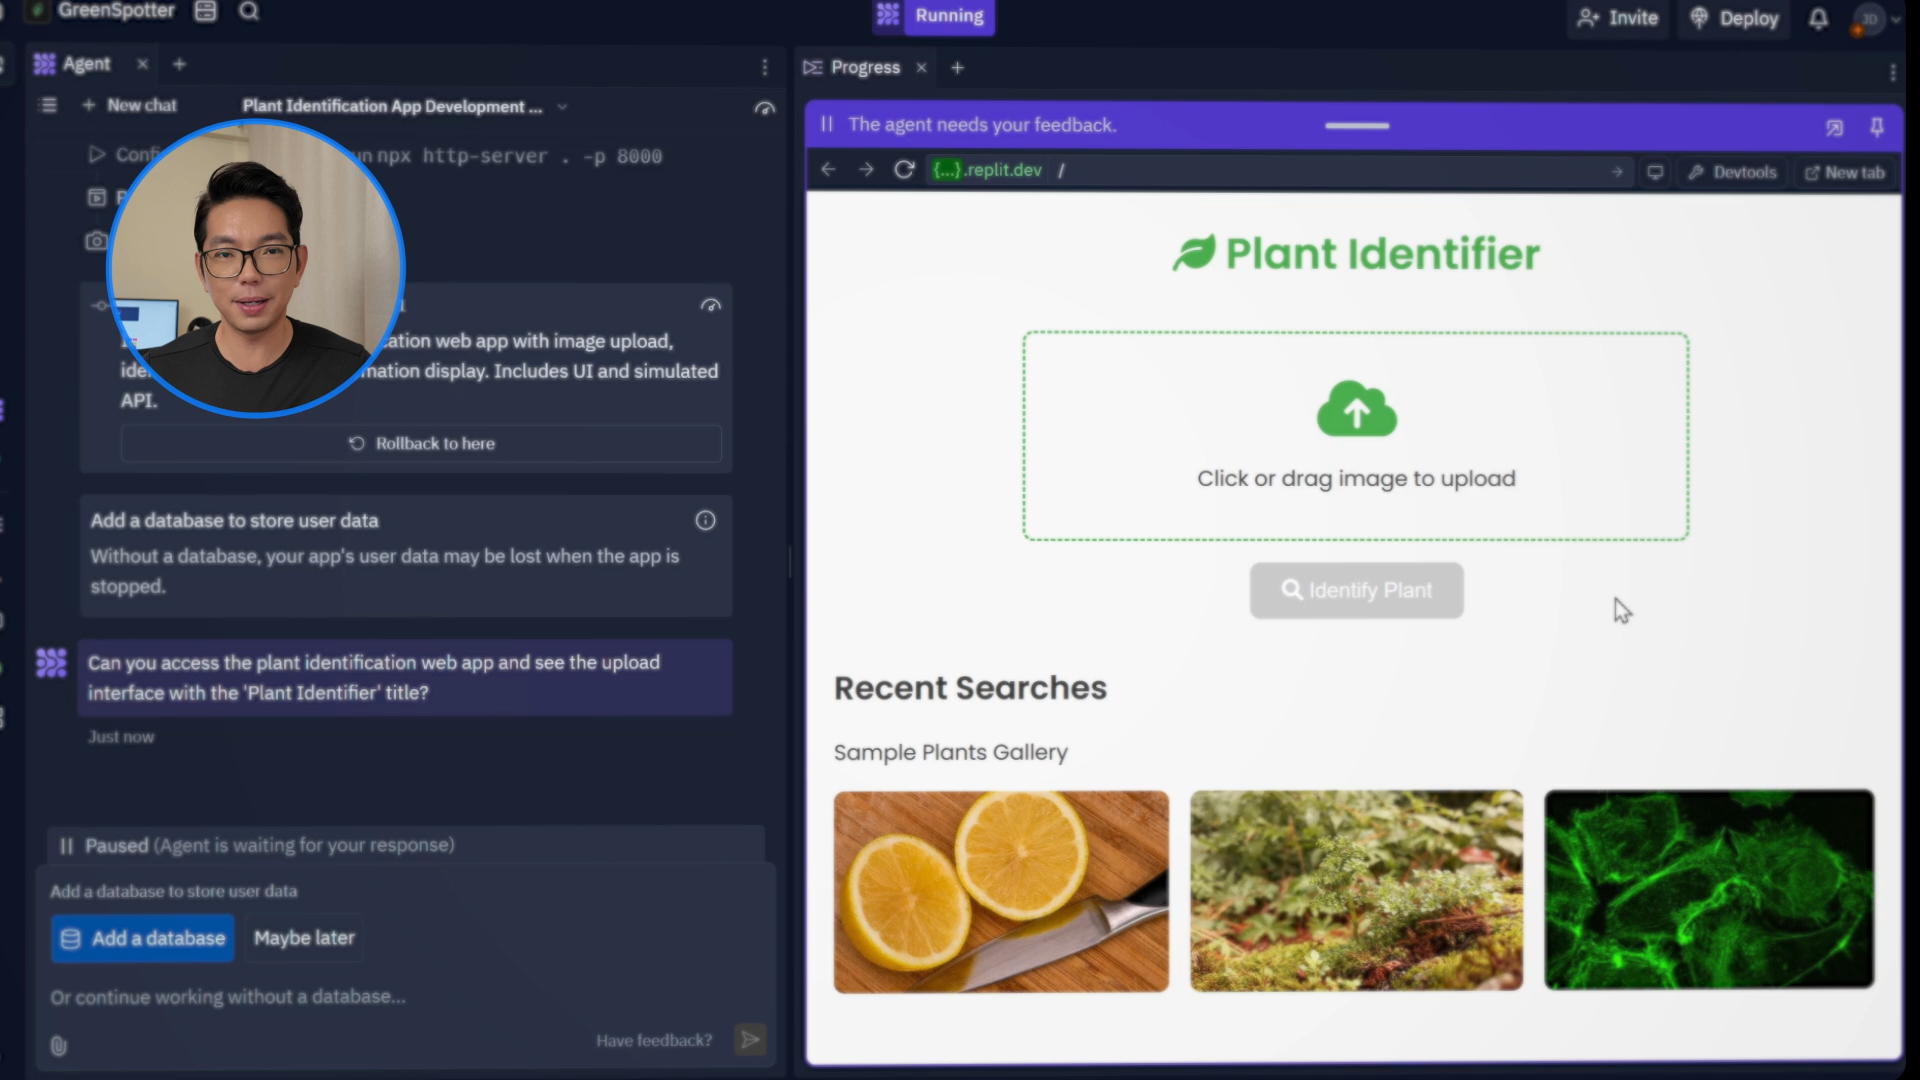 GreenSpotter
Running
Invite
Deploy
JD
Agent
Progress
New chat
Plant Identification App Development ...
The agent needs your feedback.
npx http-server . -p 8000
{...}.replit.dev /
Devtools
New tab
Plant Identifier
web app with image upload,
display. Includes UI and simulated
API.
Rollback to here
Click or drag image to upload
Add a database to store user data
Without a database, your app's user data may be lost when the app is
stopped.
Identify Plant
Can you access the plant identification web app and see the upload
interface with the 'Plant Identifier' title?
Just now
Recent Searches
Sample Plants Gallery
Paused (Agent is waiting for your response)
Add a database to store user data
Add a database
Maybe later
Or continue working without a database...
Have feedback?